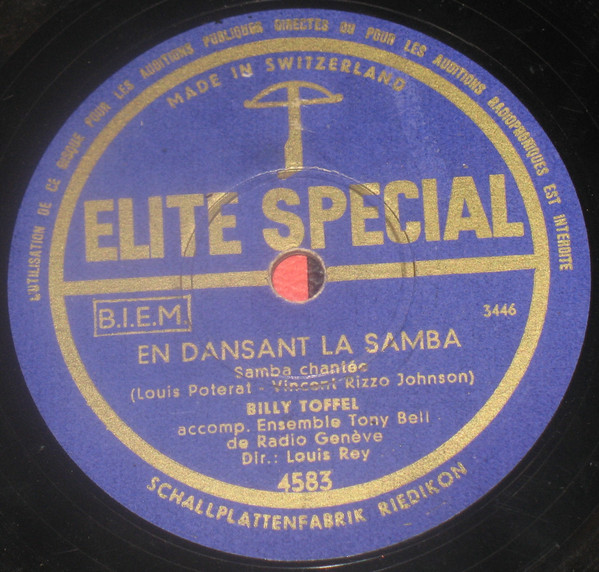 L'UTILISATION DE CE DISQUE POUR LES AUDITIONS PUBLIQUES DIRECTES OU POUR LES AUDITIONS RADIOPHONIQUES EST INTERDITE
MADE IN SWITZERLAND
ELITE SPECIAL
B.I.E.M.
3446
EN DANSANT LA SAMBA
Samba chantée
(Louis Poterat - Vincent Rizzo Johnson)
BILLY TOFFEL
accomp. Ensemble Tony Bell
de Radio Genève
Dir.: Louis Rey
4583
SCHALLPLATTENFABRIK RIEDIKON